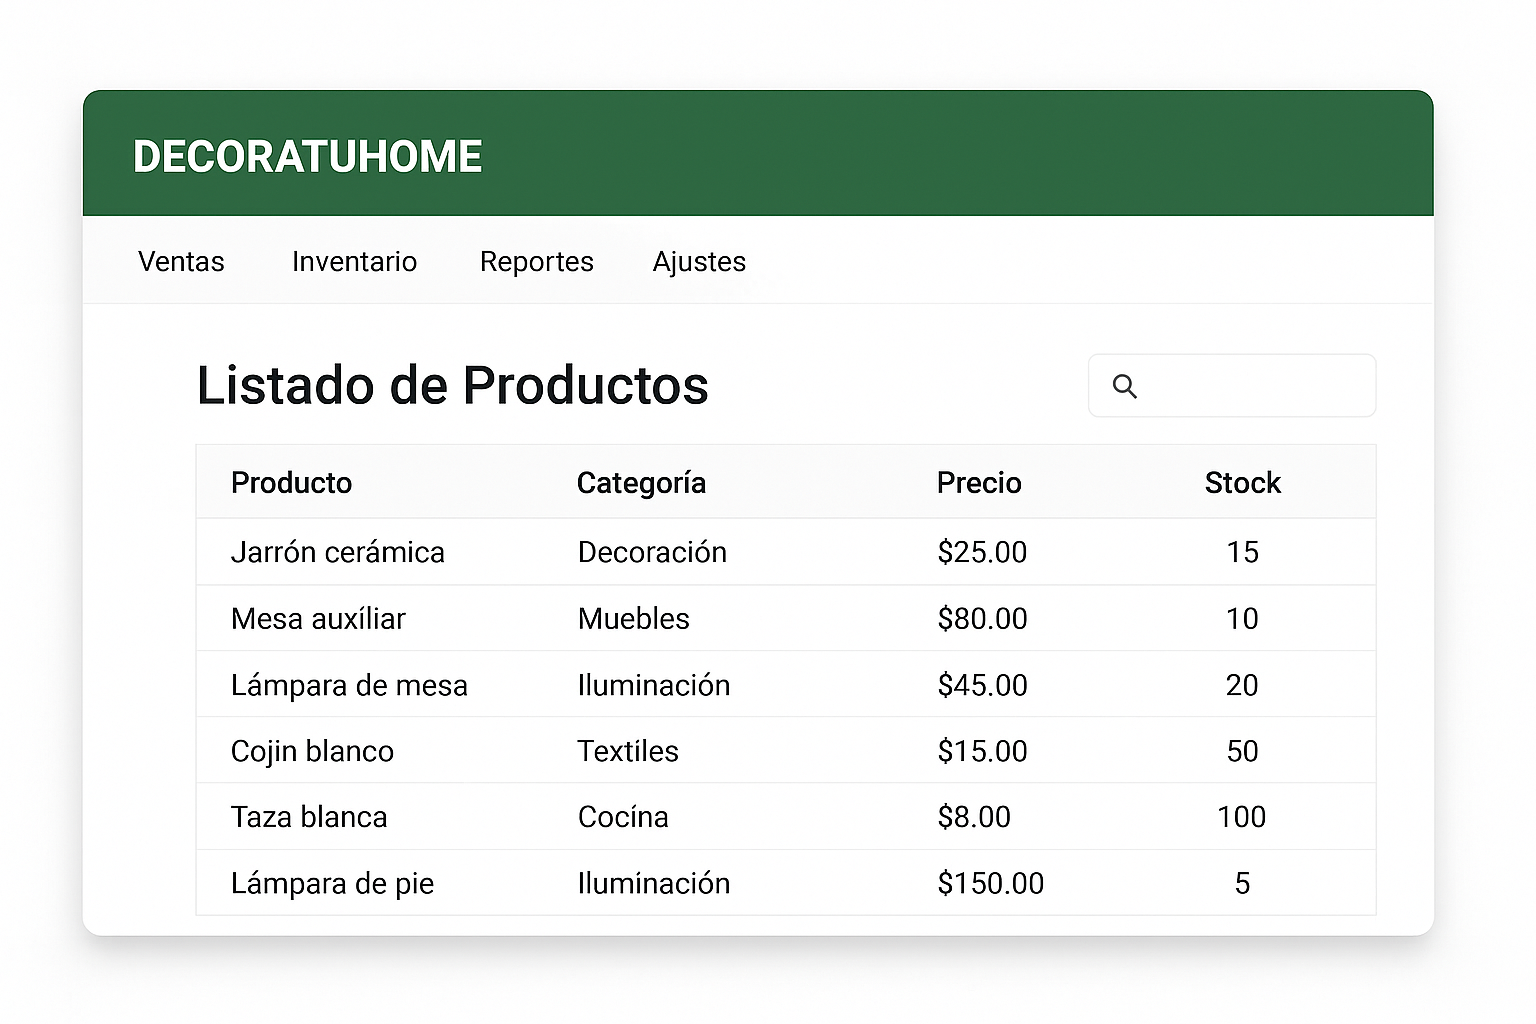 DECORATUHOME
Ventas Inventario Reportes Ajustes
Listado de Productos
Producto Categoría Precio Stock
Jarrón cerámica Decoración $25.00 15
Mesa auxíliar Muebles $80.00 10
Lámpara de mesa Iluminación $45.00 20
Cojin blanco Textíles $15.00 50
Taza blanca Cocína $8.00 100
Lámpara de pie Ilumínación $150.00 5